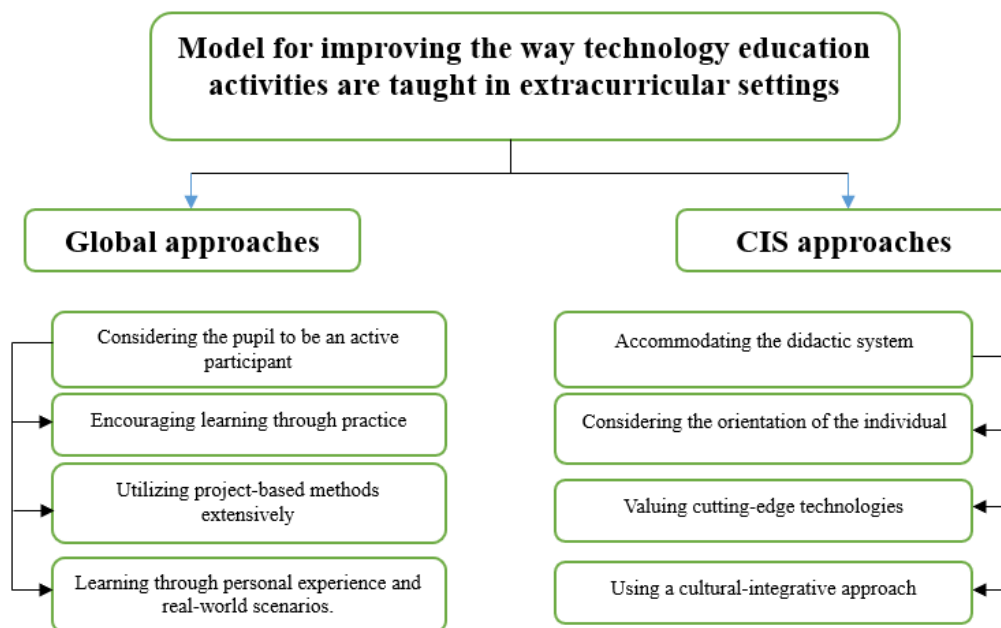 Model for improving the way technology education
activities are taught in extracurricular settings
Global approaches
CIS approaches
Considering the pupil to be an active
participant
Encouraging learning through practice
Utilizing project-based methods
extensively
Learning through personal experience and
real-world scenarios.
Accommodating the didactic system
Considering the orientation of the individual
Valuing cutting-edge technologies
Using a cultural-integrative approach